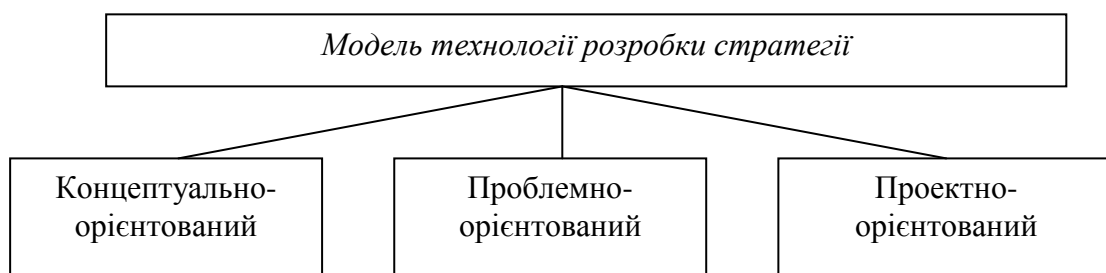 Модель технології розробки стратегії
Концептуально-
орієнтований
Проблемно-
орієнтований
Проектно-
орієнтований